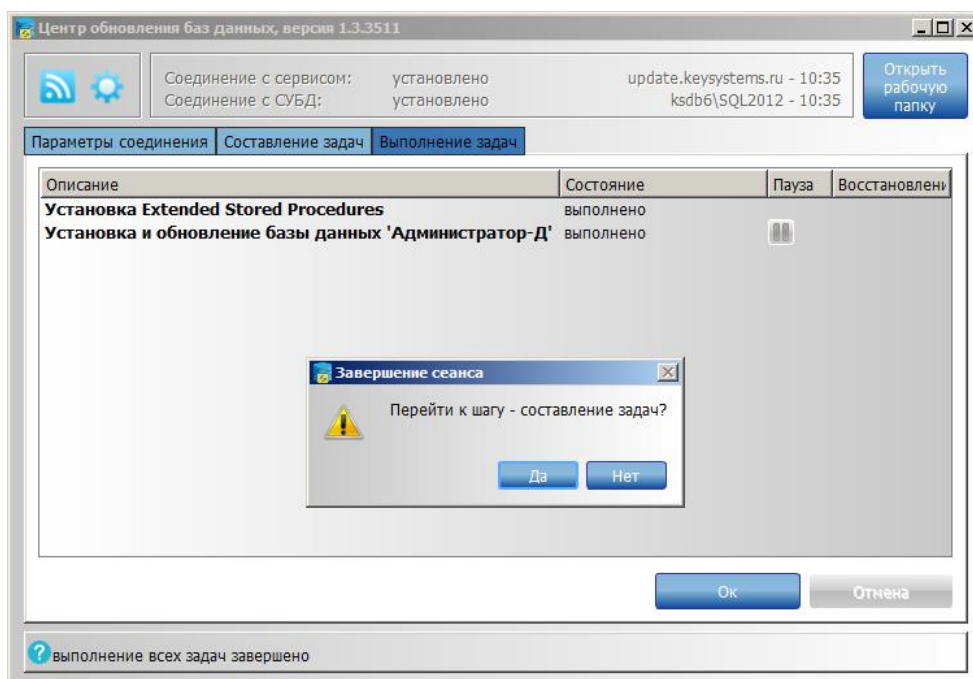 Центр обновления баз данных, версия 1.3.3511
Соединение с сервисом: установлено update.keysystems.ru - 10:35
Соединение с СУБД: установлено ksdb6\SQL2012 - 10:35
Открыть
рабочую
папку
Параметры соединения Составление задач Выполнение задач
Описание Состояние Пауза Восстановлени
Установка Extended Stored Procedures выполнено
Установка и обновление базы данных 'Администратор-Д' выполнено
Завершение сеанса
Перейти к шагу - составление задач?
Да Нет
Ок Отмена
выполнение всех задач завершено